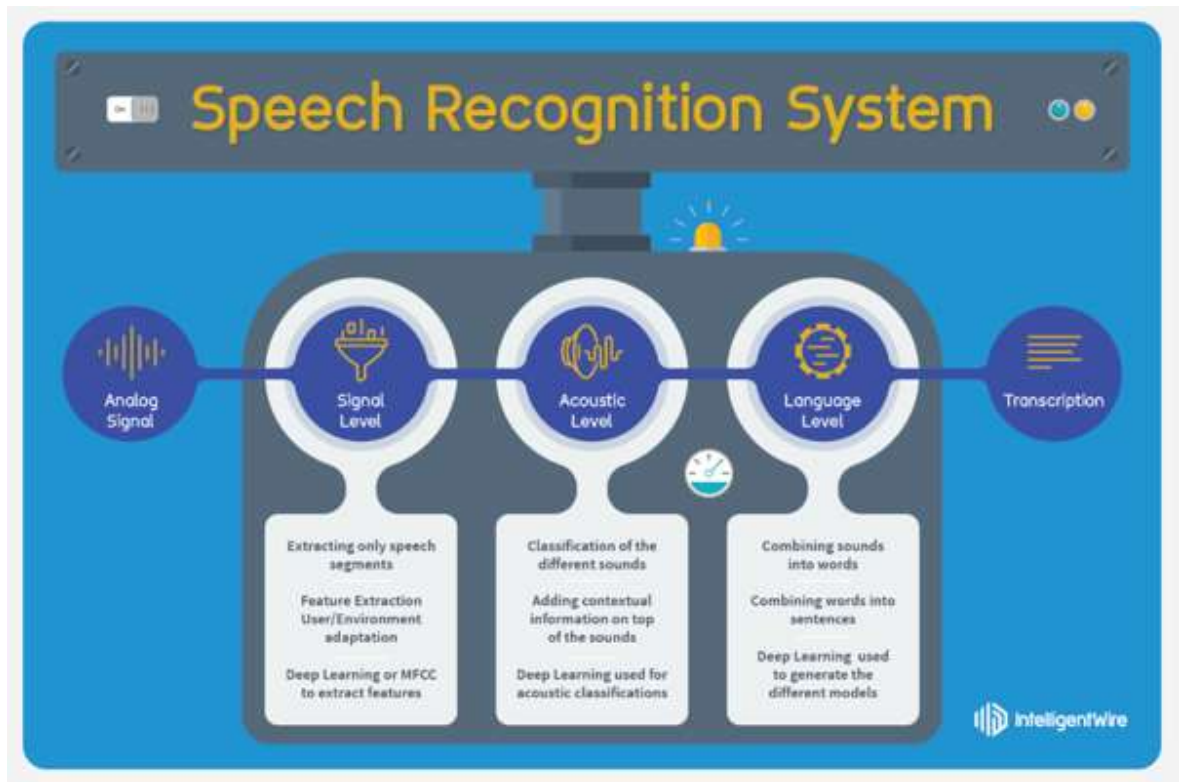 On
Speech Recognition System
Analog
Signal
Signal
Level
Acoustic
Level
Language
Level
Transcription
Extracting only speech
segments
Feature Extraction
User/Environment
adaptation
Deep Learning or MFCC
to extract features
Classification of the
different sounds
Adding contextual
information on top
of the sounds
Deep Learning used for
acoustic classifications
Combining sounds
into words
Combining words into
sentences
Deep Learning used
to generate the
different models
IntelligentWire